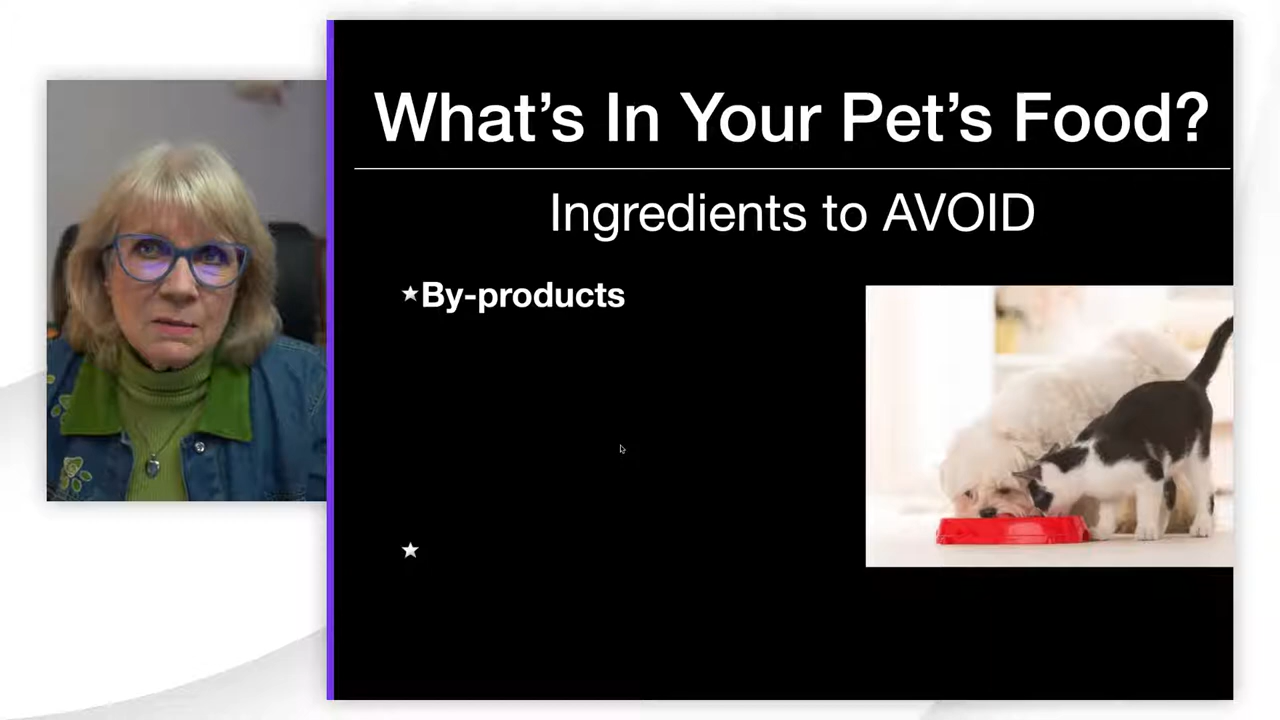 What's In Your Pet's Food?
Ingredients to AVOID
★By-products
★